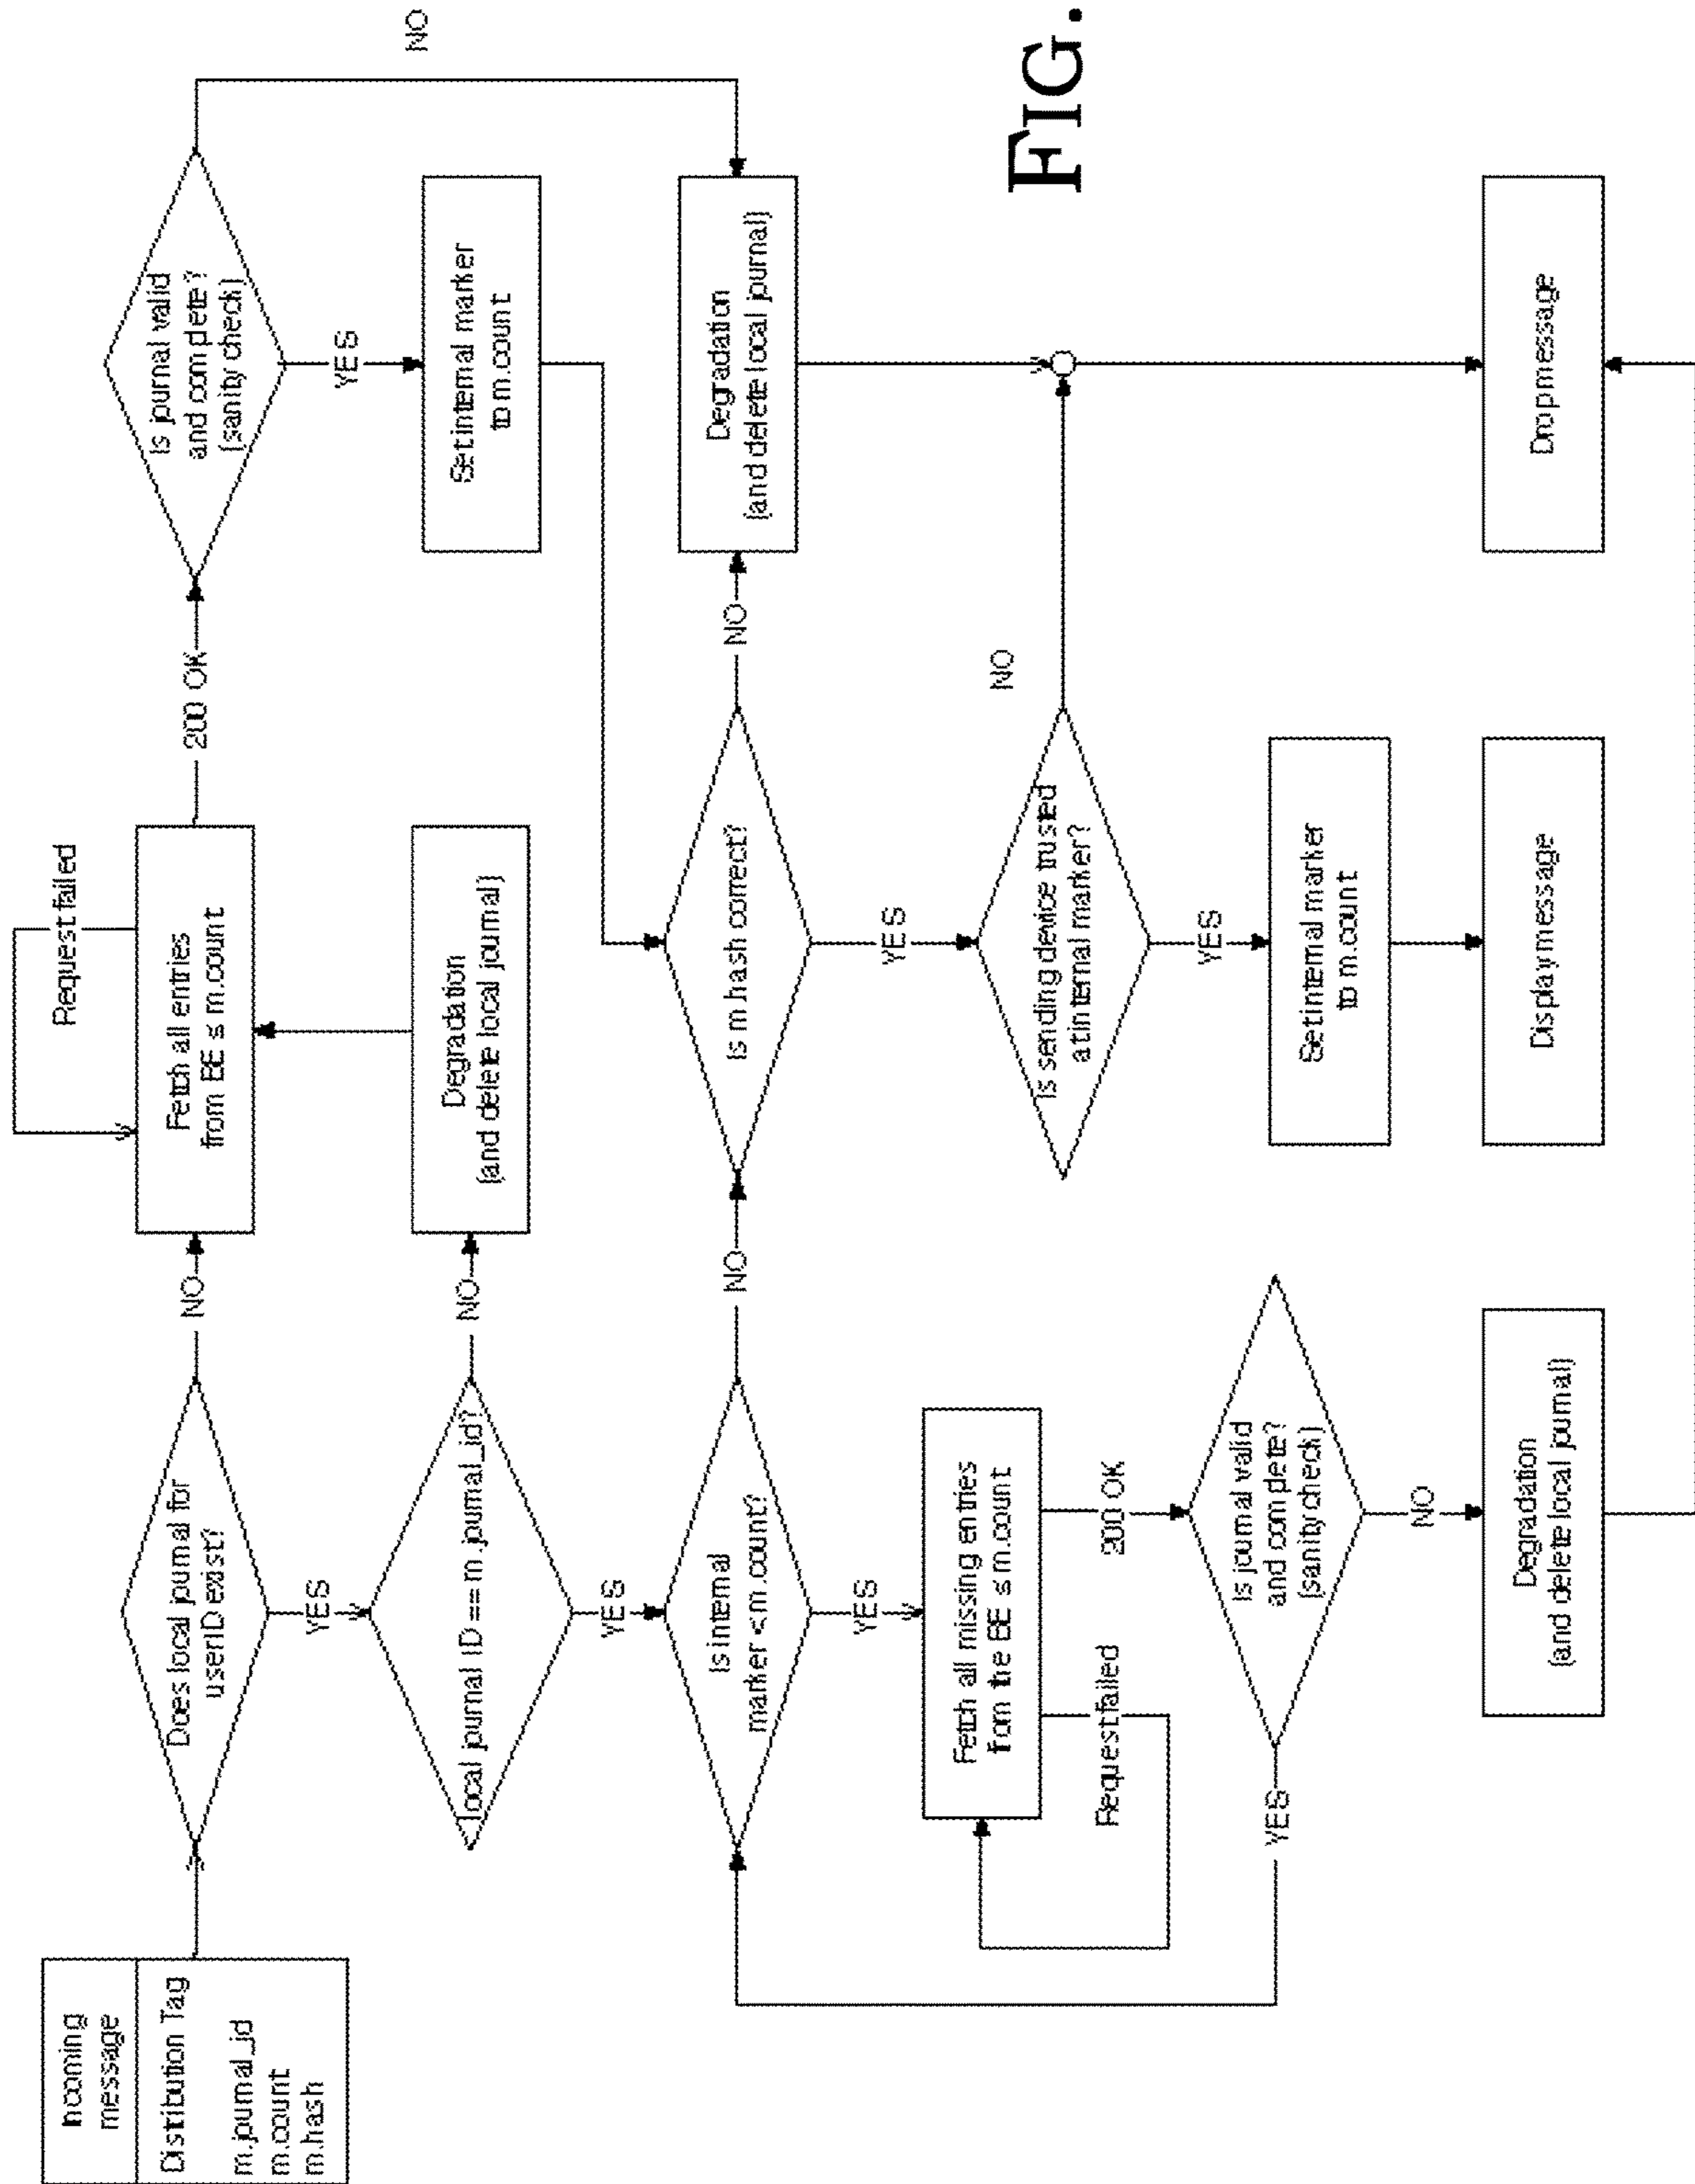 Incoming
message
Distribution Tag
m.journal_id
m.count
m.hash
Does local journal for
userID exist?
NO
Fetch all entries
from BE ≤ m.count
Request failed
200 OK
Is journal valid
and complete?
(sanity check)
NO
YES
YES
local journal ID == m.journal_id?
NO
Degradation
(and delete local journal)
Set internal marker
to m.count
YES
Is internal
marker < m.count?
NO
Is m.hash correct?
NO
Degradation
(and delete local journal)
YES
YES
Fetch all missing entries
from the BE ≤ m.count
Request failed
200 OK
Is sending device trusted
at internal marker?
NO
FIG.
YES
Is journal valid
and complete?
(sanity check)
YES
NO
Set internal marker
to m.count
Degradation
(and delete local journal)
Display message
Drop message